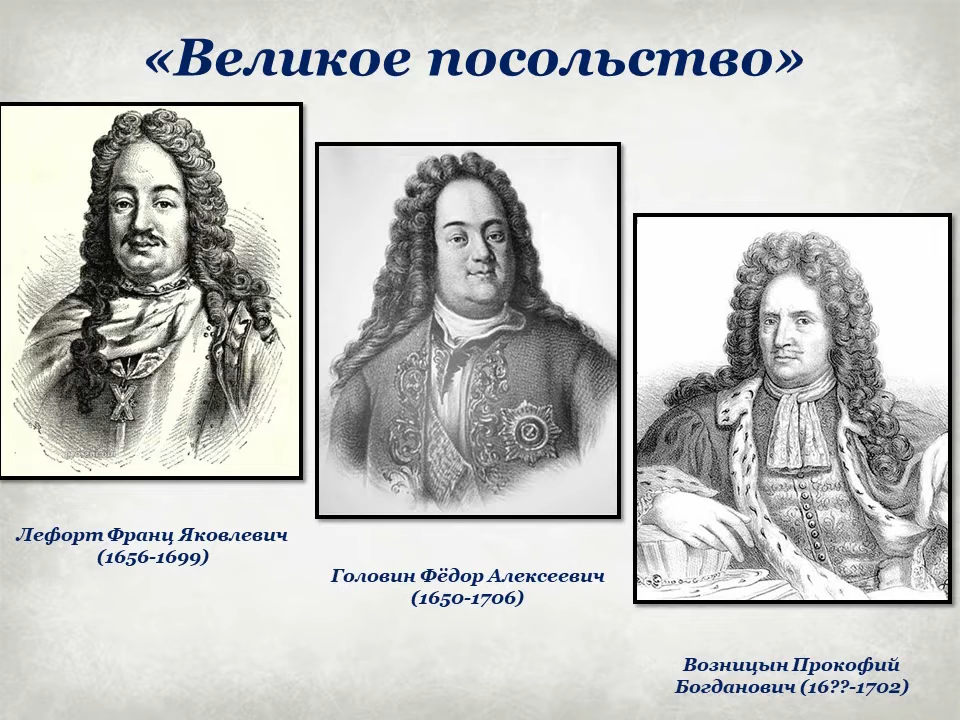 «Великое посольство»
Лефорт Франц Яковлевич
(1656-1699)
Головин Фёдор Алексеевич
(1650-1706)
Возницын Прокофий
Богданович (16??-1702)